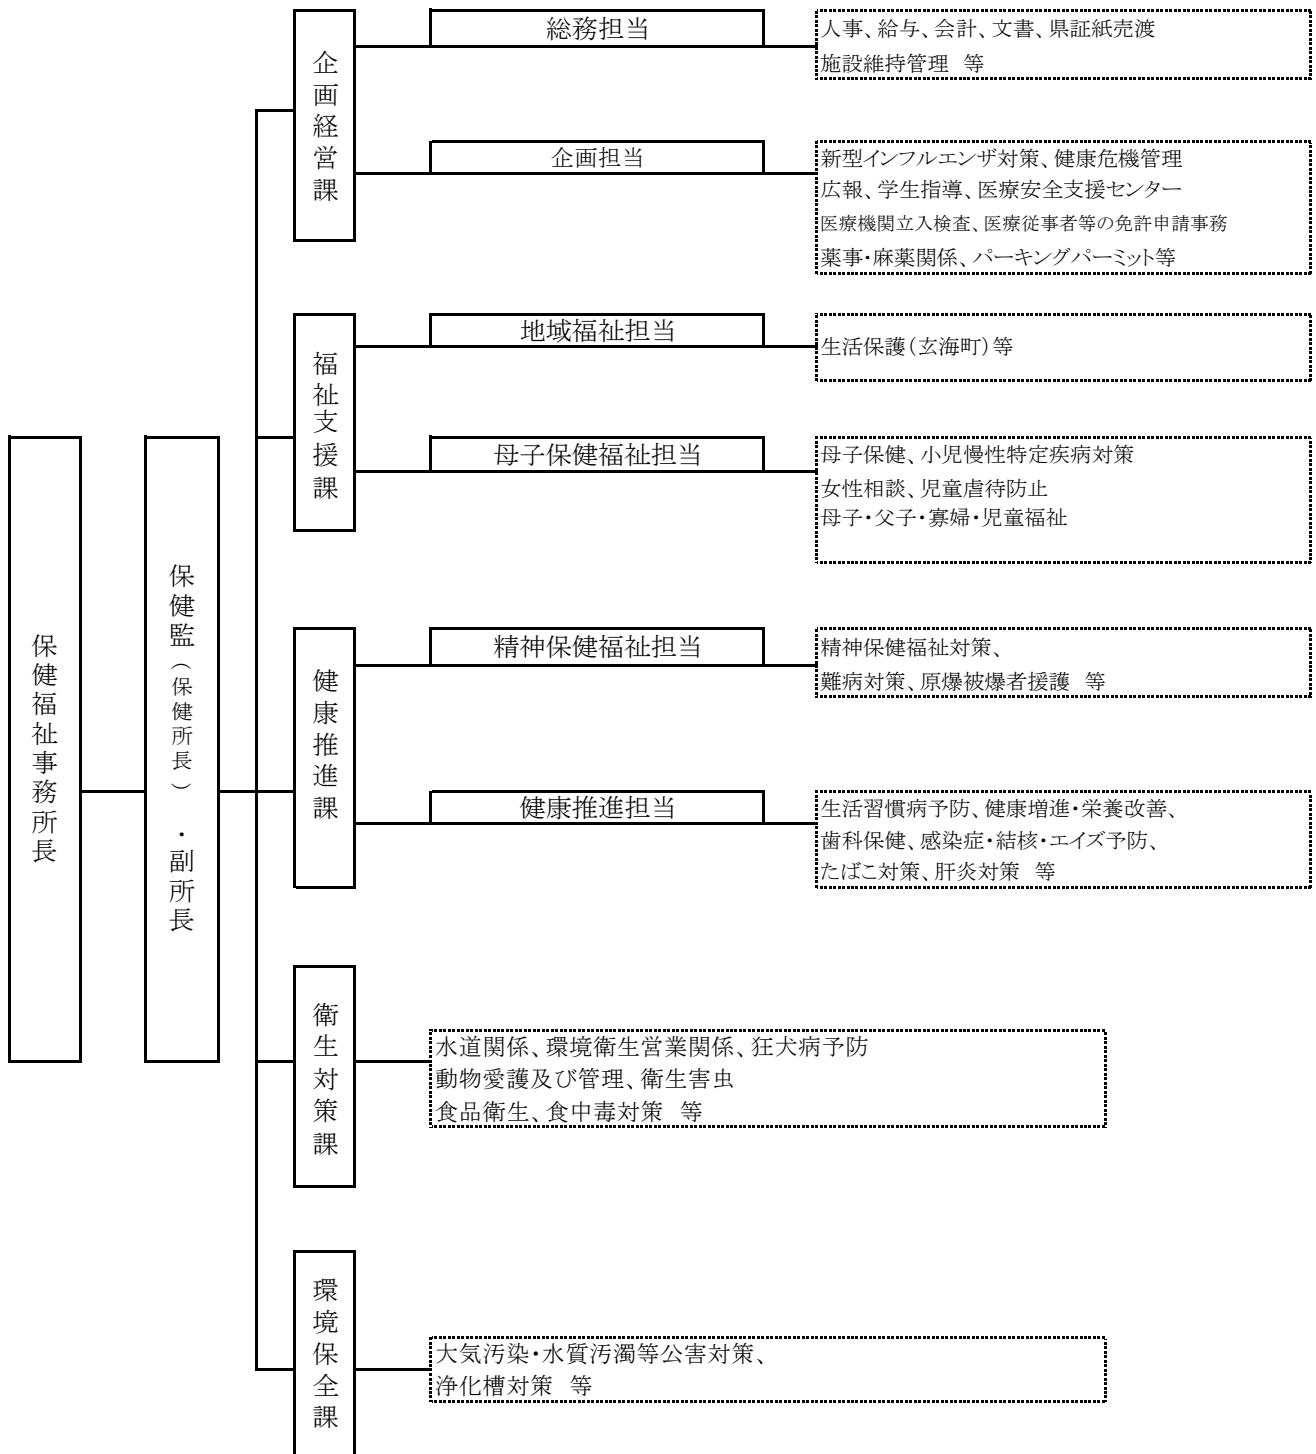 保健福祉事務所長
保健監(保健所長)・副所長
企画経営課
総務担当
人事、給与、会計、文書、県証紙売渡
施設維持管理 等
企画担当
新型インフルエンザ対策、健康危機管理
広報、学生指導、医療安全支援センター
医療機関立入検査、医療従事者等の免許申請事務
薬事・麻薬関係、パーキングパーミット等
福祉支援課
地域福祉担当
生活保護(玄海町)等
母子保健福祉担当
母子保健、小児慢性特定疾病対策
女性相談、児童虐待防止
母子・父子・寡婦・児童福祉
健康推進課
精神保健福祉担当
精神保健福祉対策、
難病対策、原爆被爆者援護 等
健康推進担当
生活習慣病予防、健康増進・栄養改善、
歯科保健、感染症・結核・エイズ予防、
たばこ対策、肝炎対策 等
衛生対策課
水道関係、環境衛生営業関係、狂犬病予防
動物愛護及び管理、衛生害虫
食品衛生、食中毒対策 等
環境保全課
大気汚染・水質汚濁等公害対策、
浄化槽対策 等